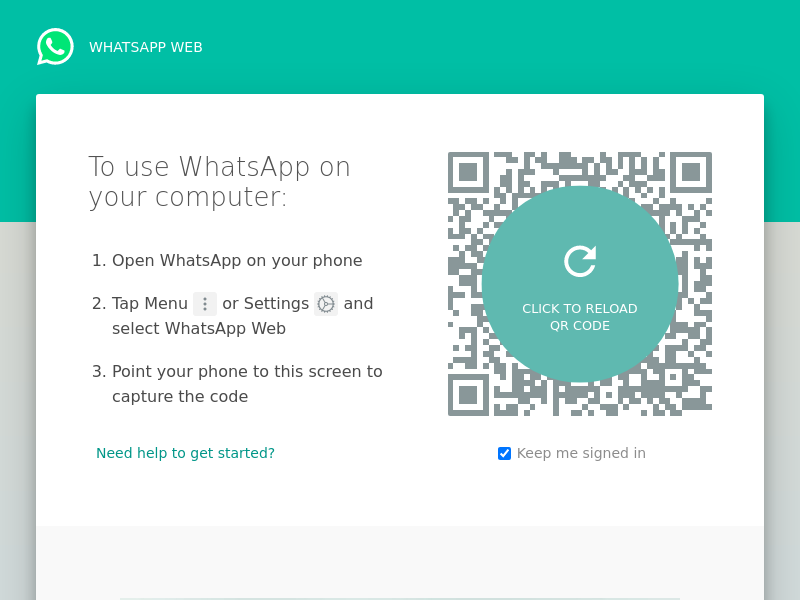 WHATSAPP WEB
To use WhatsApp on
your computer:
1. Open WhatsApp on your phone
2. Tap Menu or Settings and
select WhatsApp Web
3. Point your phone to this screen to
capture the code
Need help to get started?
CLICK TO RELOAD
QR CODE
Keep me signed in